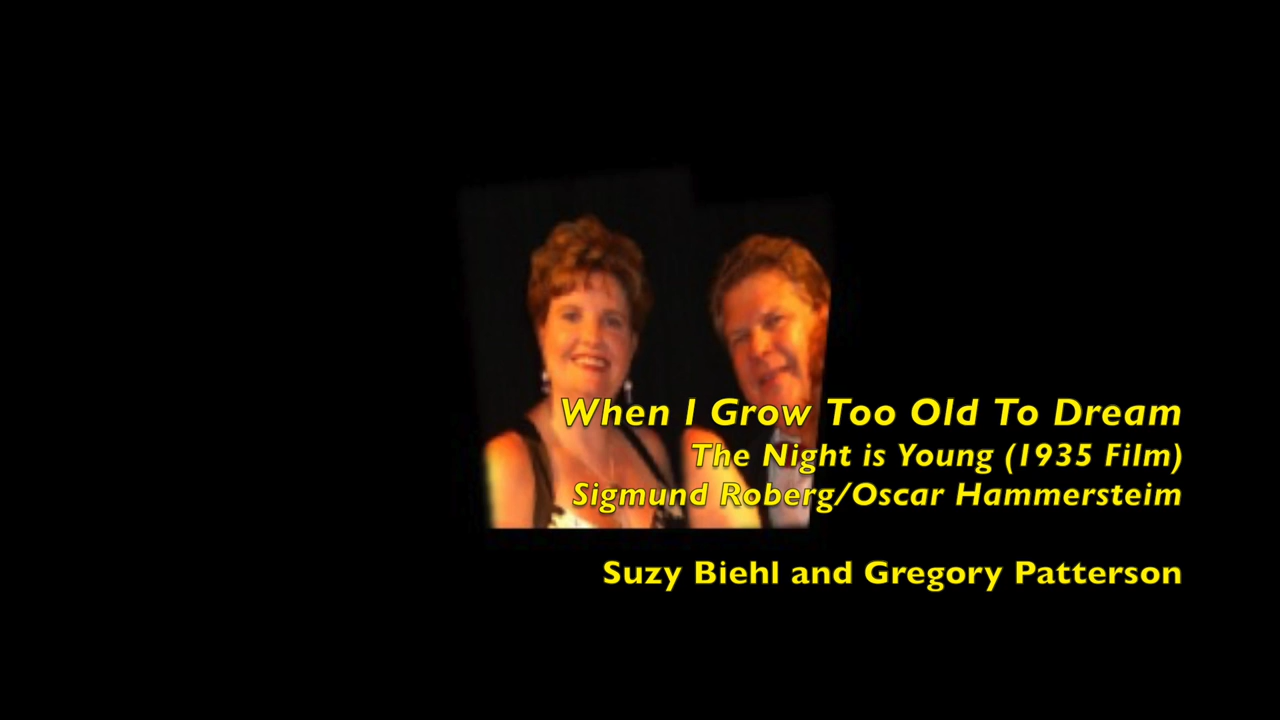 When I Grow Too Old To Dream
The Night is Young (1935 Film)
Sigmund Roberg/Oscar Hammersteim
Suzy Biehl and Gregory Patterson